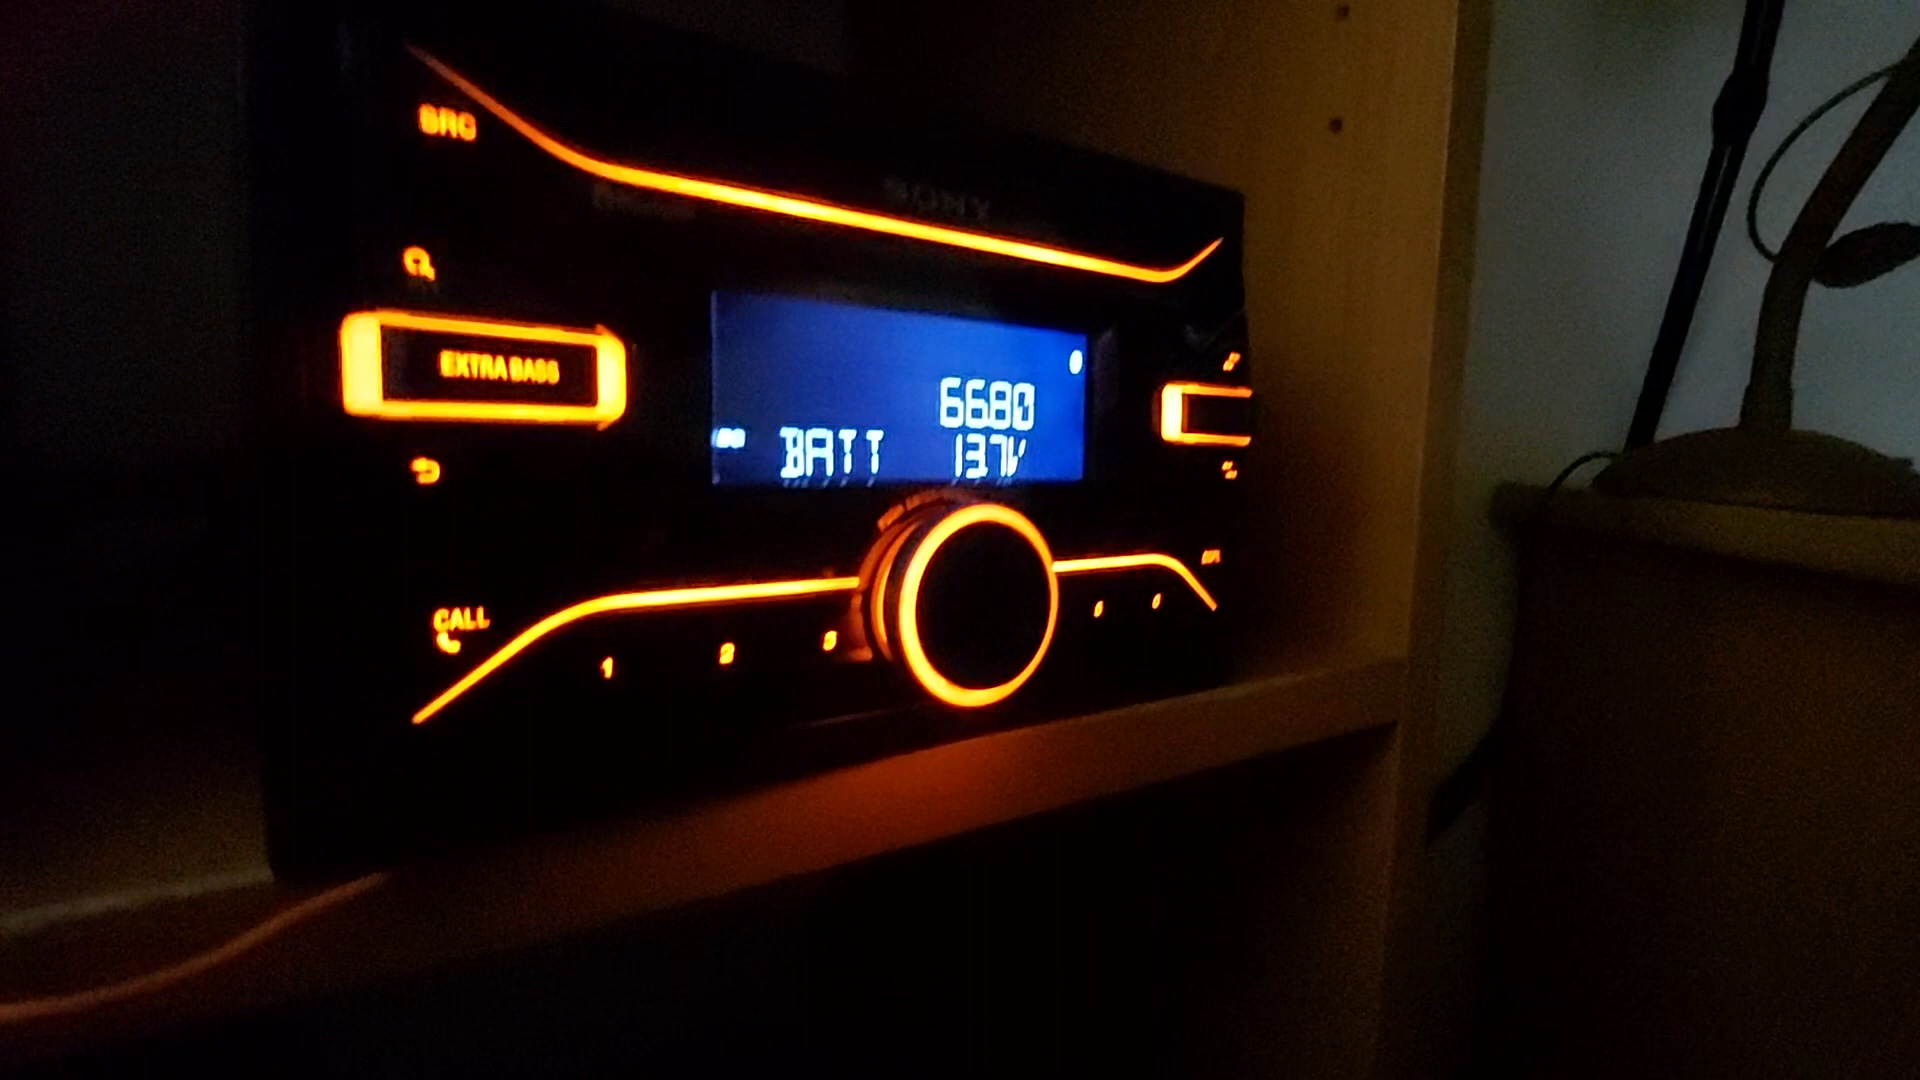 SONY
SRC
EXTRA BASS
6680
BATT 13.7V
CALL
1 2 3